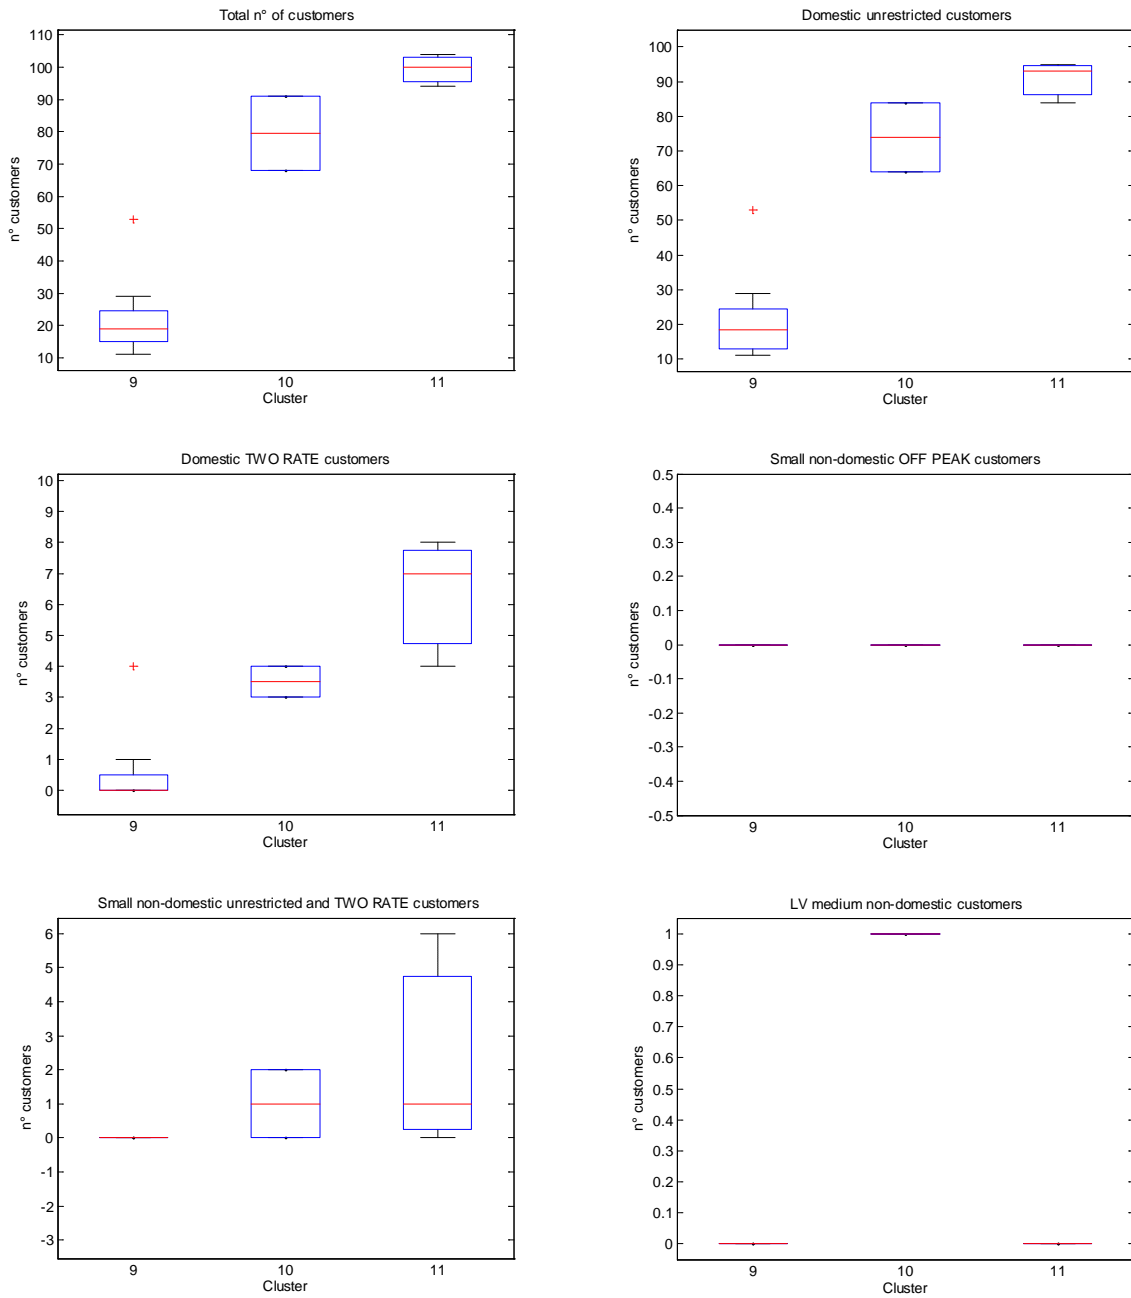 Total n° of customers
110
100
90
80
70
60
50
40
30
20
10
n° customers
9 10 11
Cluster
Domestic unrestricted customers
100
90
80
70
60
50
40
30
20
10
n° customers
9 10 11
Cluster
Domestic TWO RATE customers
10
9
8
7
6
5
4
3
2
1
0
n° customers
9 10 11
Cluster
Small non-domestic OFF PEAK customers
0.5
0.4
0.3
0.2
0.1
0
-0.1
-0.2
-0.3
-0.4
-0.5
n° customers
9 10 11
Cluster
Small non-domestic unrestricted and TWO RATE customers
6
5
4
3
2
1
0
-1
-2
-3
n° customers
9 10 11
Cluster
LV medium non-domestic customers
1
0.9
0.8
0.7
0.6
0.5
0.4
0.3
0.2
0.1
0
n° customers
9 10 11
Cluster